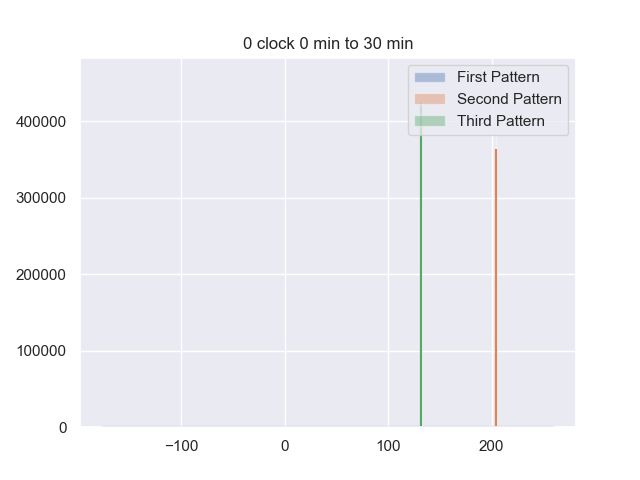 0 clock 0 min to 30 min
First Pattern
Second Pattern
Third Pattern
400000
300000
200000
100000
0
−100
0
100
200